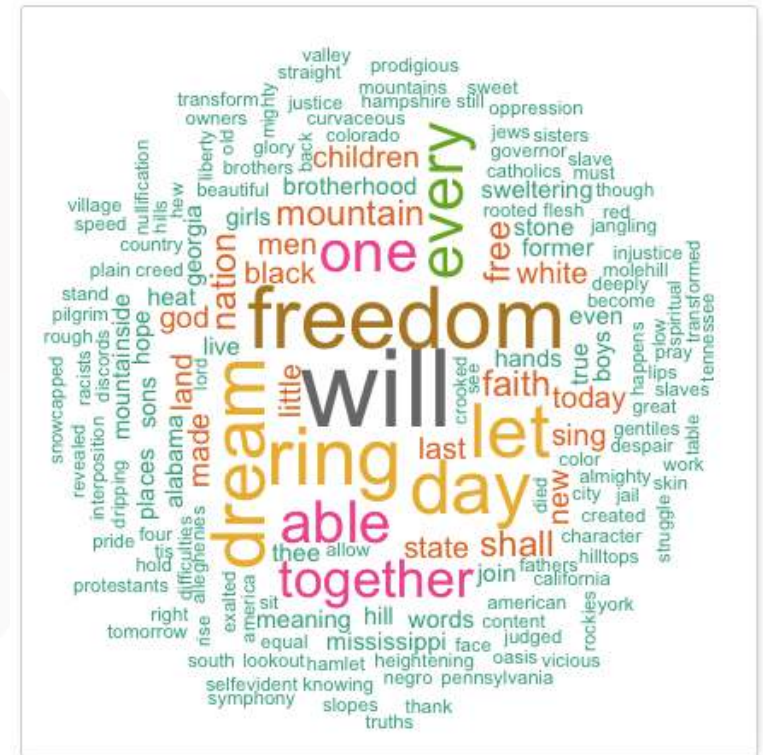 valley
straight prodigious
mountains sweet
transform mighty justice hampshire still oppression
owners curvaceous
liberty old back colorado every jews sisters
glory children governor slave
nullification brothers catholics must
hills hew beautiful brotherhood sweltering though
village georgia girls mountain rooted flesh red
speed free stone jangling
country nation men one former injustice
plain creed black white molehill
deeply
stand heat freedom become spiritual transformed
pilgrim mountainside hope god even low tennessee
rough discords live true boys happens pray
snowcapped racists sons land lord little will crooked see hands lips
faith slaves
dream today great
revealed alabama made ring last let sing gentiles table
interposition despair
dripping places color work
day died new almighty skin
city jail
able created struggle
pride four difficulties alleghenies state shall character
tis thee allow hilltops
hold together join fathers
protestants exalted america california
right rise sit american rockies york
tomorrow meaning hill words content
equal mississippi face judged
south lookout hamlet heightening oasis vicious
selfevident knowing negro pennsylvania
symphony slopes thank
truths